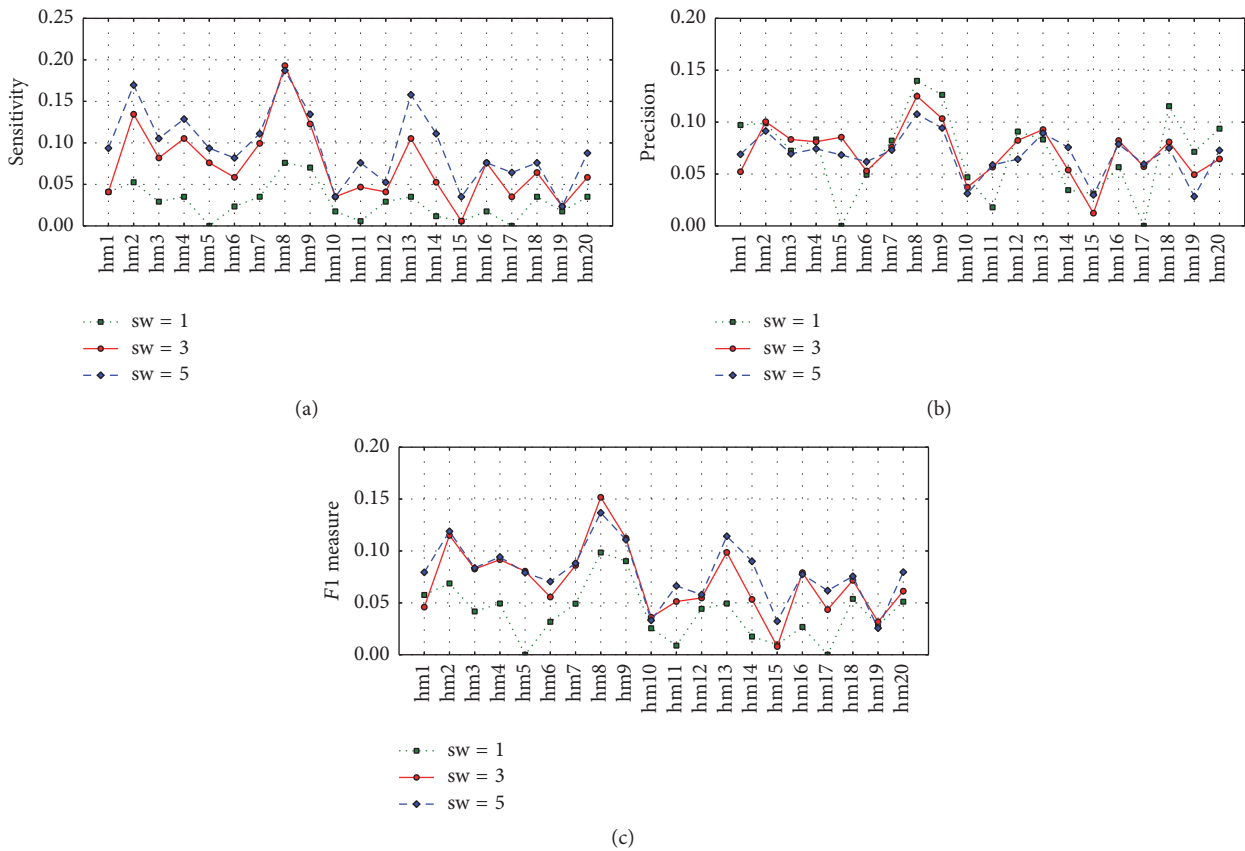 0.25
0.20
0.15
0.10
0.05
0.00
Sensitivity
hm1
hm2
hm3
hm4
hm5
hm6
hm7
hm8
hm9
hm10
hm11
hm12
hm13
hm14
hm15
hm16
hm17
hm18
hm19
hm20
sw = 1
sw = 3
sw = 5
(a)
0.20
0.15
0.10
0.05
0.00
Precision
hm1
hm2
hm3
hm4
hm5
hm6
hm7
hm8
hm9
hm10
hm11
hm12
hm13
hm14
hm15
hm16
hm17
hm18
hm19
hm20
sw = 1
sw = 3
sw = 5
(b)
0.20
0.15
0.10
0.05
0.00
F1 measure
hm1
hm2
hm3
hm4
hm5
hm6
hm7
hm8
hm9
hm10
hm11
hm12
hm13
hm14
hm15
hm16
hm17
hm18
hm19
hm20
sw = 1
sw = 3
sw = 5
(c)